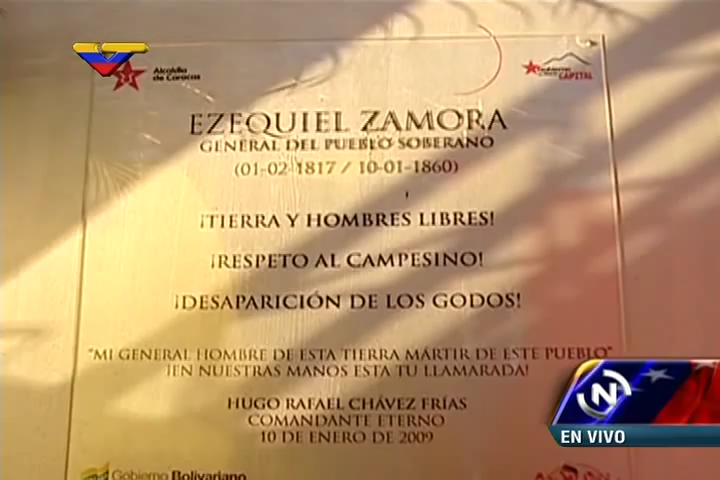 Alcaldía
de Caracas
CAPITAL
EZEQUIEL ZAMORA
GENERAL DEL PUEBLO SOBERANO
(01-02-1817 / 10-01-1860)
¡TIERRA Y HOMBRES LIBRES!
¡RESPETO AL CAMPESINO!
¡DESAPARICIÓN DE LOS GODOS!
"MI GENERAL HOMBRE DE ESTA TIERRA MÁRTIR DE ESTE PUEBLO"
¡EN NUESTRAS MANOS ESTA TU LLAMARADA!
HUGO RAFAEL CHÁVEZ FRÍAS
COMANDANTE ETERNO
10 DE ENERO DE 2009
EN VIVO
Gobierno Bolivariano